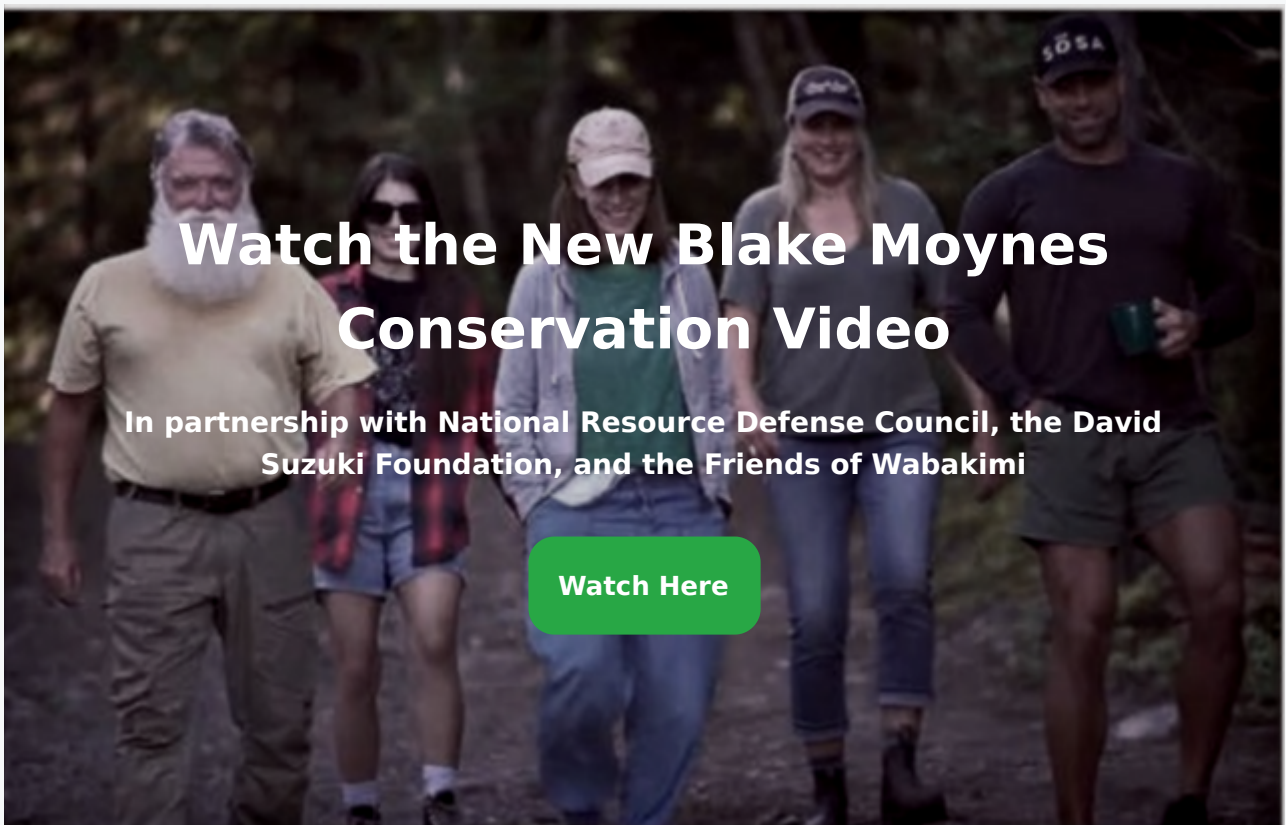 SÖSA
Watch the New Blake Moynes
Conservation Video
In partnership with National Resource Defense Council, the David
Suzuki Foundation, and the Friends of Wabakimi
Watch Here